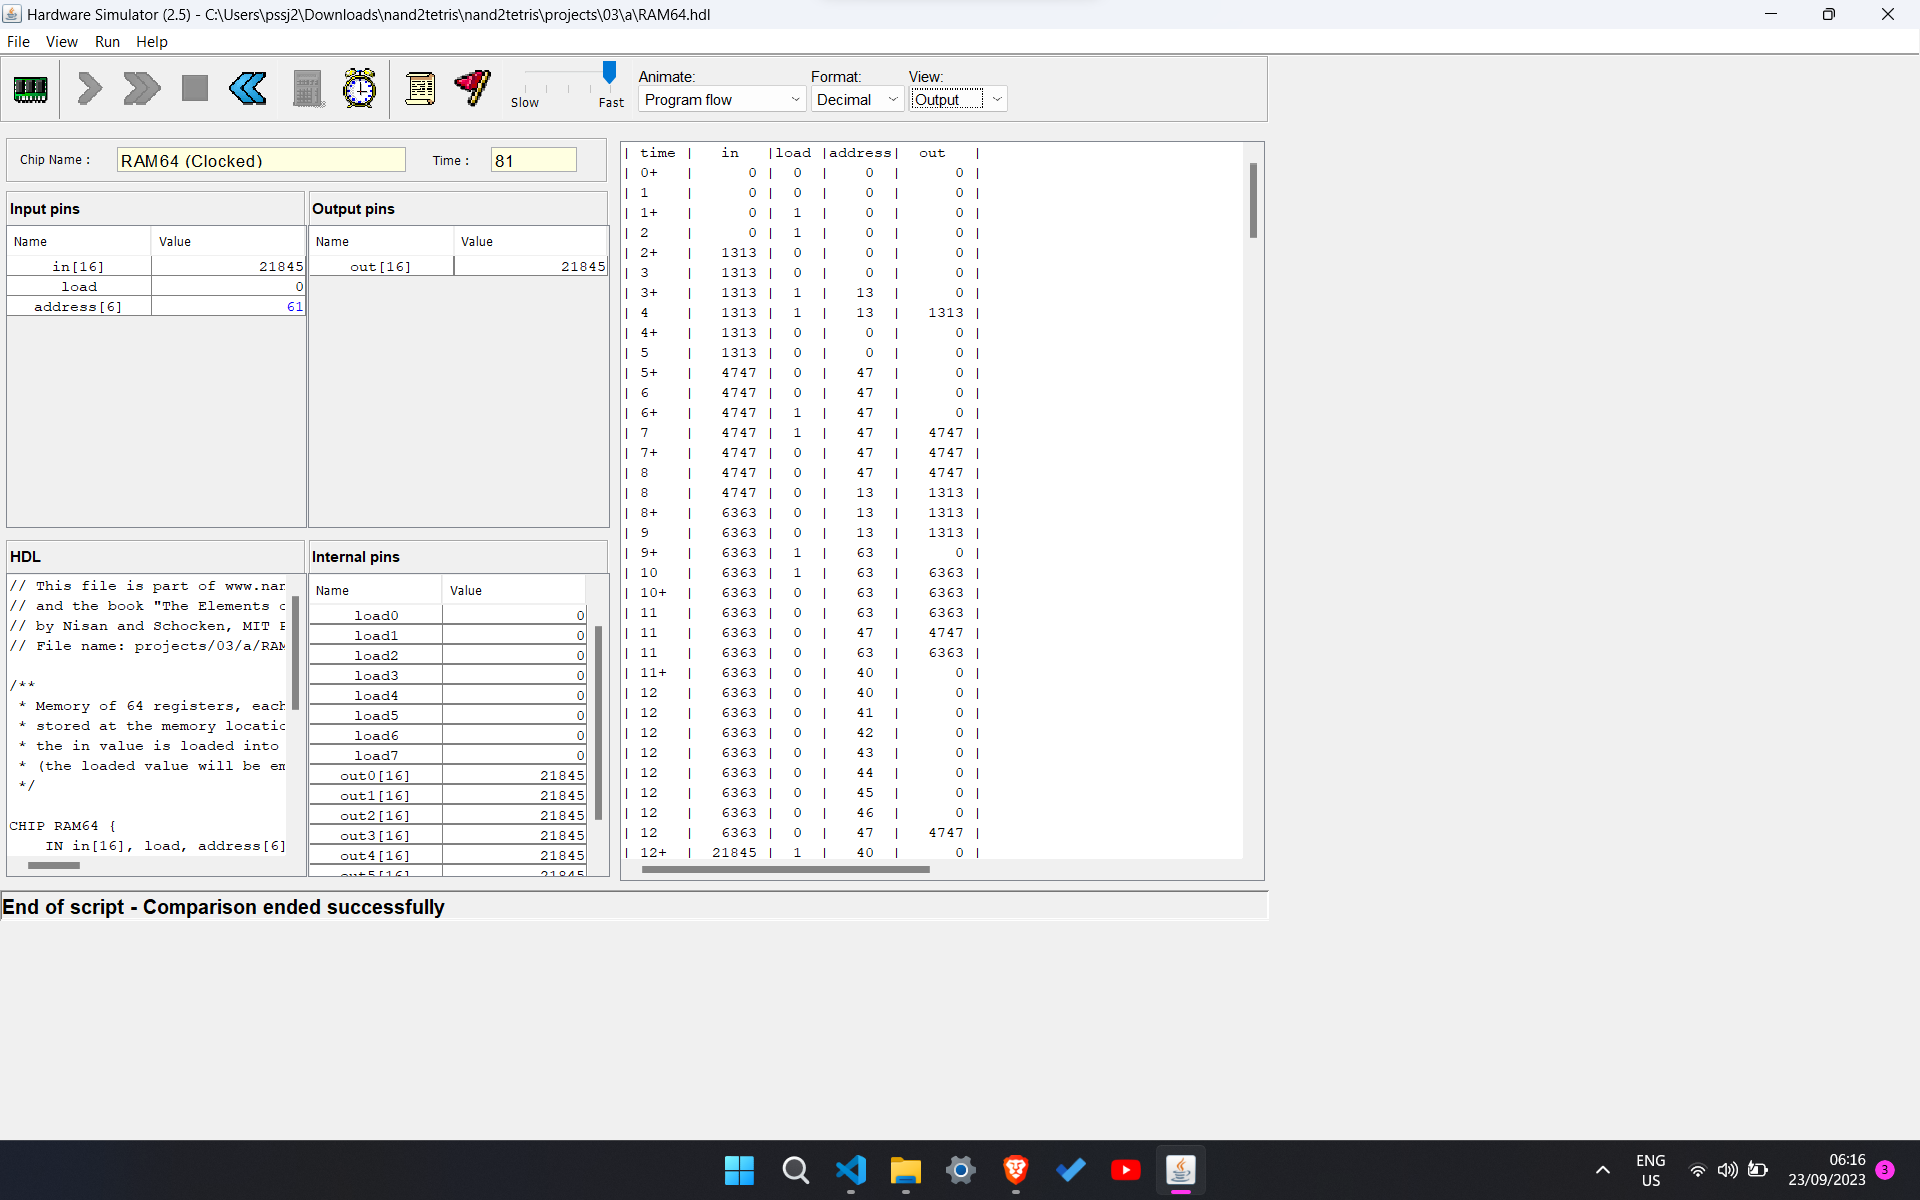 Hardware Simulator (2.5) - C:\Users\pssj2\Downloads\nand2tetris\nand2tetris\projects\03\a\RAM64.hdl
File View Run Help
Slow Fast
Animate: Format: View:
Program flow Decimal Output
Chip Name : RAM64 (Clocked) Time : 81
Input pins
Name Value
in[16] 21845
load 0
address[6] 61
Output pins
Name Value
out[16] 21845
HDL
// This file is part of www.nan
// and the book "The Elements o
// by Nisan and Schocken, MIT P
// File name: projects/03/a/RAM
/**
* Memory of 64 registers, each
* stored at the memory locatio
* the in value is loaded into
* (the loaded value will be em
*/
CHIP RAM64 {
IN in[16], load, address[6]
Internal pins
Name Value
load0 0
load1 0
load2 0
load3 0
load4 0
load5 0
load6 0
load7 0
out0[16] 21845
out1[16] 21845
out2[16] 21845
out3[16] 21845
out4[16] 21845
out5[16] 21845
| time | in |load |address| out |
| 0+ | 0 | 0 | 0 | 0 |
| 1 | 0 | 0 | 0 | 0 |
| 1+ | 0 | 1 | 0 | 0 |
| 2 | 0 | 1 | 0 | 0 |
| 2+ | 1313 | 0 | 0 | 0 |
| 3 | 1313 | 0 | 0 | 0 |
| 3+ | 1313 | 1 | 13 | 0 |
| 4 | 1313 | 1 | 13 | 1313 |
| 4+ | 1313 | 0 | 0 | 0 |
| 5 | 1313 | 0 | 0 | 0 |
| 5+ | 4747 | 0 | 47 | 0 |
| 6 | 4747 | 0 | 47 | 0 |
| 6+ | 4747 | 1 | 47 | 0 |
| 7 | 4747 | 1 | 47 | 4747 |
| 7+ | 4747 | 0 | 47 | 4747 |
| 8 | 4747 | 0 | 47 | 4747 |
| 8 | 4747 | 0 | 13 | 1313 |
| 8+ | 6363 | 0 | 13 | 1313 |
| 9 | 6363 | 0 | 13 | 1313 |
| 9+ | 6363 | 1 | 63 | 0 |
| 10 | 6363 | 1 | 63 | 6363 |
| 10+ | 6363 | 0 | 63 | 6363 |
| 11 | 6363 | 0 | 63 | 6363 |
| 11 | 6363 | 0 | 47 | 4747 |
| 11 | 6363 | 0 | 63 | 6363 |
| 11+ | 6363 | 0 | 40 | 0 |
| 12 | 6363 | 0 | 40 | 0 |
| 12 | 6363 | 0 | 41 | 0 |
| 12 | 6363 | 0 | 42 | 0 |
| 12 | 6363 | 0 | 43 | 0 |
| 12 | 6363 | 0 | 44 | 0 |
| 12 | 6363 | 0 | 45 | 0 |
| 12 | 6363 | 0 | 46 | 0 |
| 12 | 6363 | 0 | 47 | 4747 |
| 12+ | 21845 | 1 | 40 | 0 |
End of script - Comparison ended successfully
ENG
US
06:16
23/09/2023
3